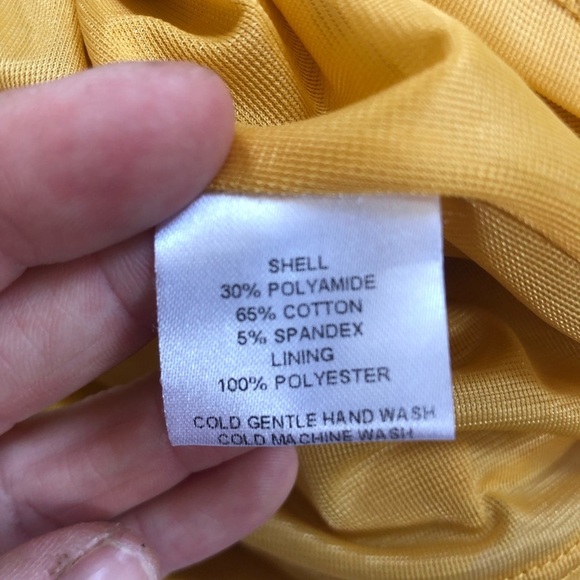 SHELL
30% POLYAMIDE
65% COTTON
5% SPANDEX
LINING
100% POLYESTER
COLD GENTLE HAND WASH
COLD MACHINE WASH